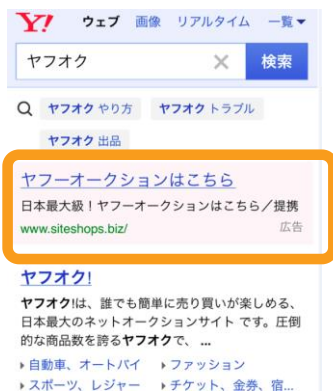 Y!
ウェブ 画像 リアルタイム 一覧▼
ヤフオク × 検索
ヤフオク やり方 ヤフオク トラブル
ヤフオク 出品
ヤフーオークションはこちら
日本最大級！ヤフーオークションはこちら／提携
www.siteshops.biz/ 広告
ヤフオク!
ヤフオク!は、誰でも簡単に売り買いが楽しめる、
日本最大のネットオークションサイト です。圧倒
的な商品数を誇るヤフオクで、 ...
自動車、オートバイ ファッション
スポーツ、レジャー チケット、金券、宿...